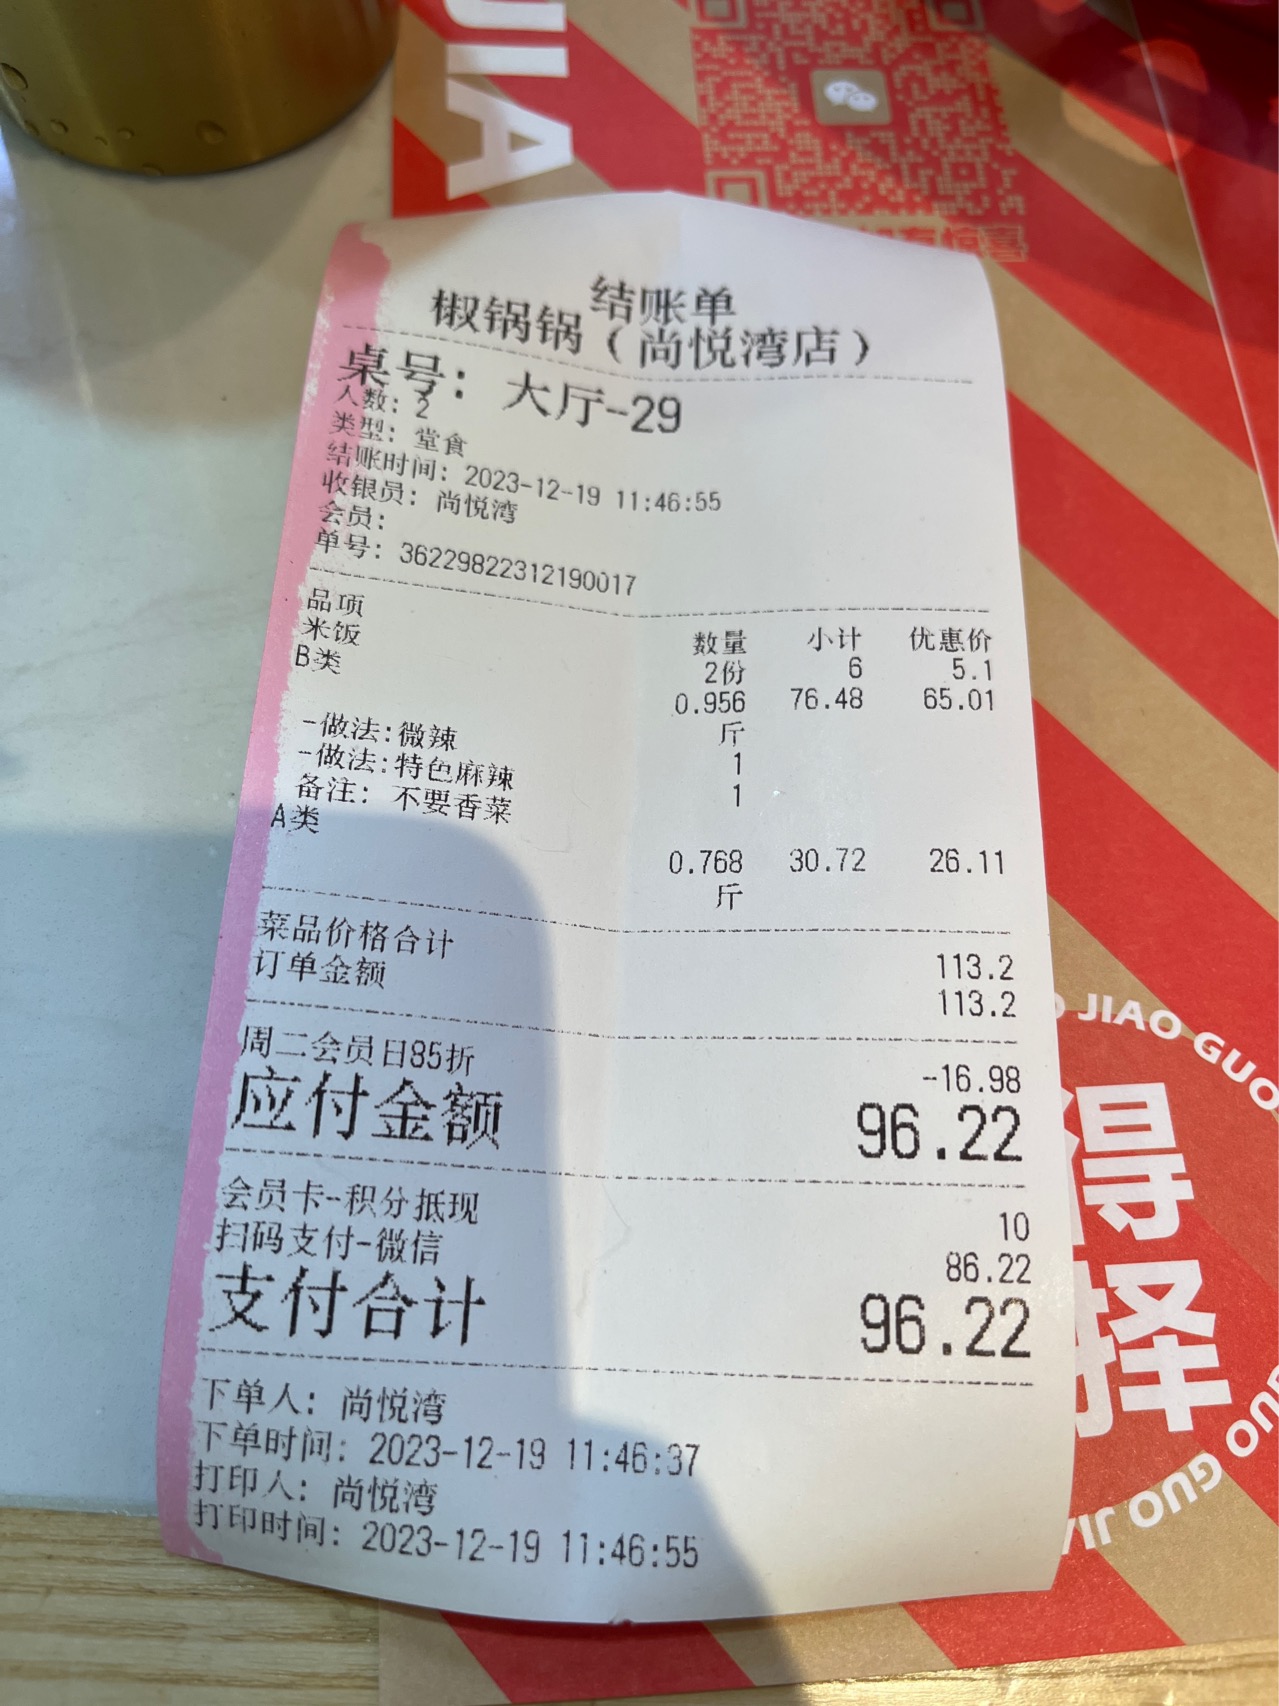 JIA
结账单
椒锅锅（尚悦湾店）
桌号：大厅-29
人数：2
类型：堂食
结账时间：2023-12-19 11:46:55
收银员：尚悦湾
会员：
单号：36229822312190017
品项 数量 小计 优惠价
米饭 2份 6 5.1
B类 0.956 76.48 65.01
斤
-做法:微辣 1
-做法:特色麻辣 1
备注：不要香菜
A类 0.768 30.72 26.11
斤
菜品价格合计 113.2
订单金额 113.2
周二会员日85折 -16.98
应付金额 96.22
会员卡-积分抵现 10
扫码支付-微信 86.22
支付合计 96.22
下单人：尚悦湾
下单时间：2023-12-19 11:46:37
打印人：尚悦湾
打印时间：2023-12-19 11:46:55
JIAO GUO
得
择
GUO